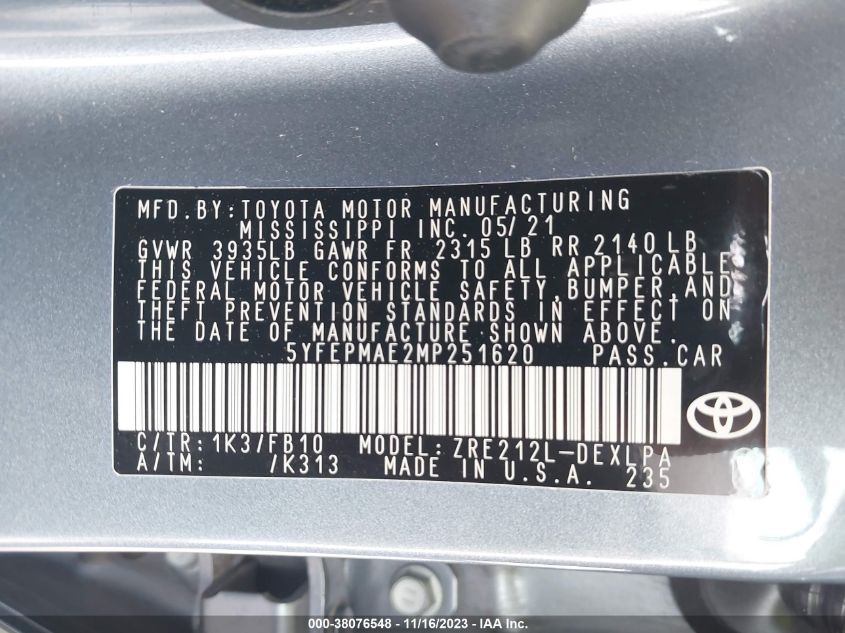 MFD.BY:TOYOTA MOTOR MANUFACTURING
MISSISSIPPI INC. 05/21
GVWR 3935LB GAWR FR 2315 LB RR 2140 LB
THIS VEHICLE CONFORMS TO ALL APPLICABLE
FEDERAL MOTOR VEHICLE SAFETY,BUMPER,AND
THEFT PREVENTION STANDARDS IN EFFECT ON
THE DATE OF MANUFACTURE SHOWN ABOVE.
5YFEPMAE2MP251620 PASS.CAR
C/TR:1K3/FB10 MODEL:ZRE212L-DEXLPA
A/TM: /K313 MADE IN U.S.A. 235
000-38076548 - 11/16/2023 - IAA Inc.